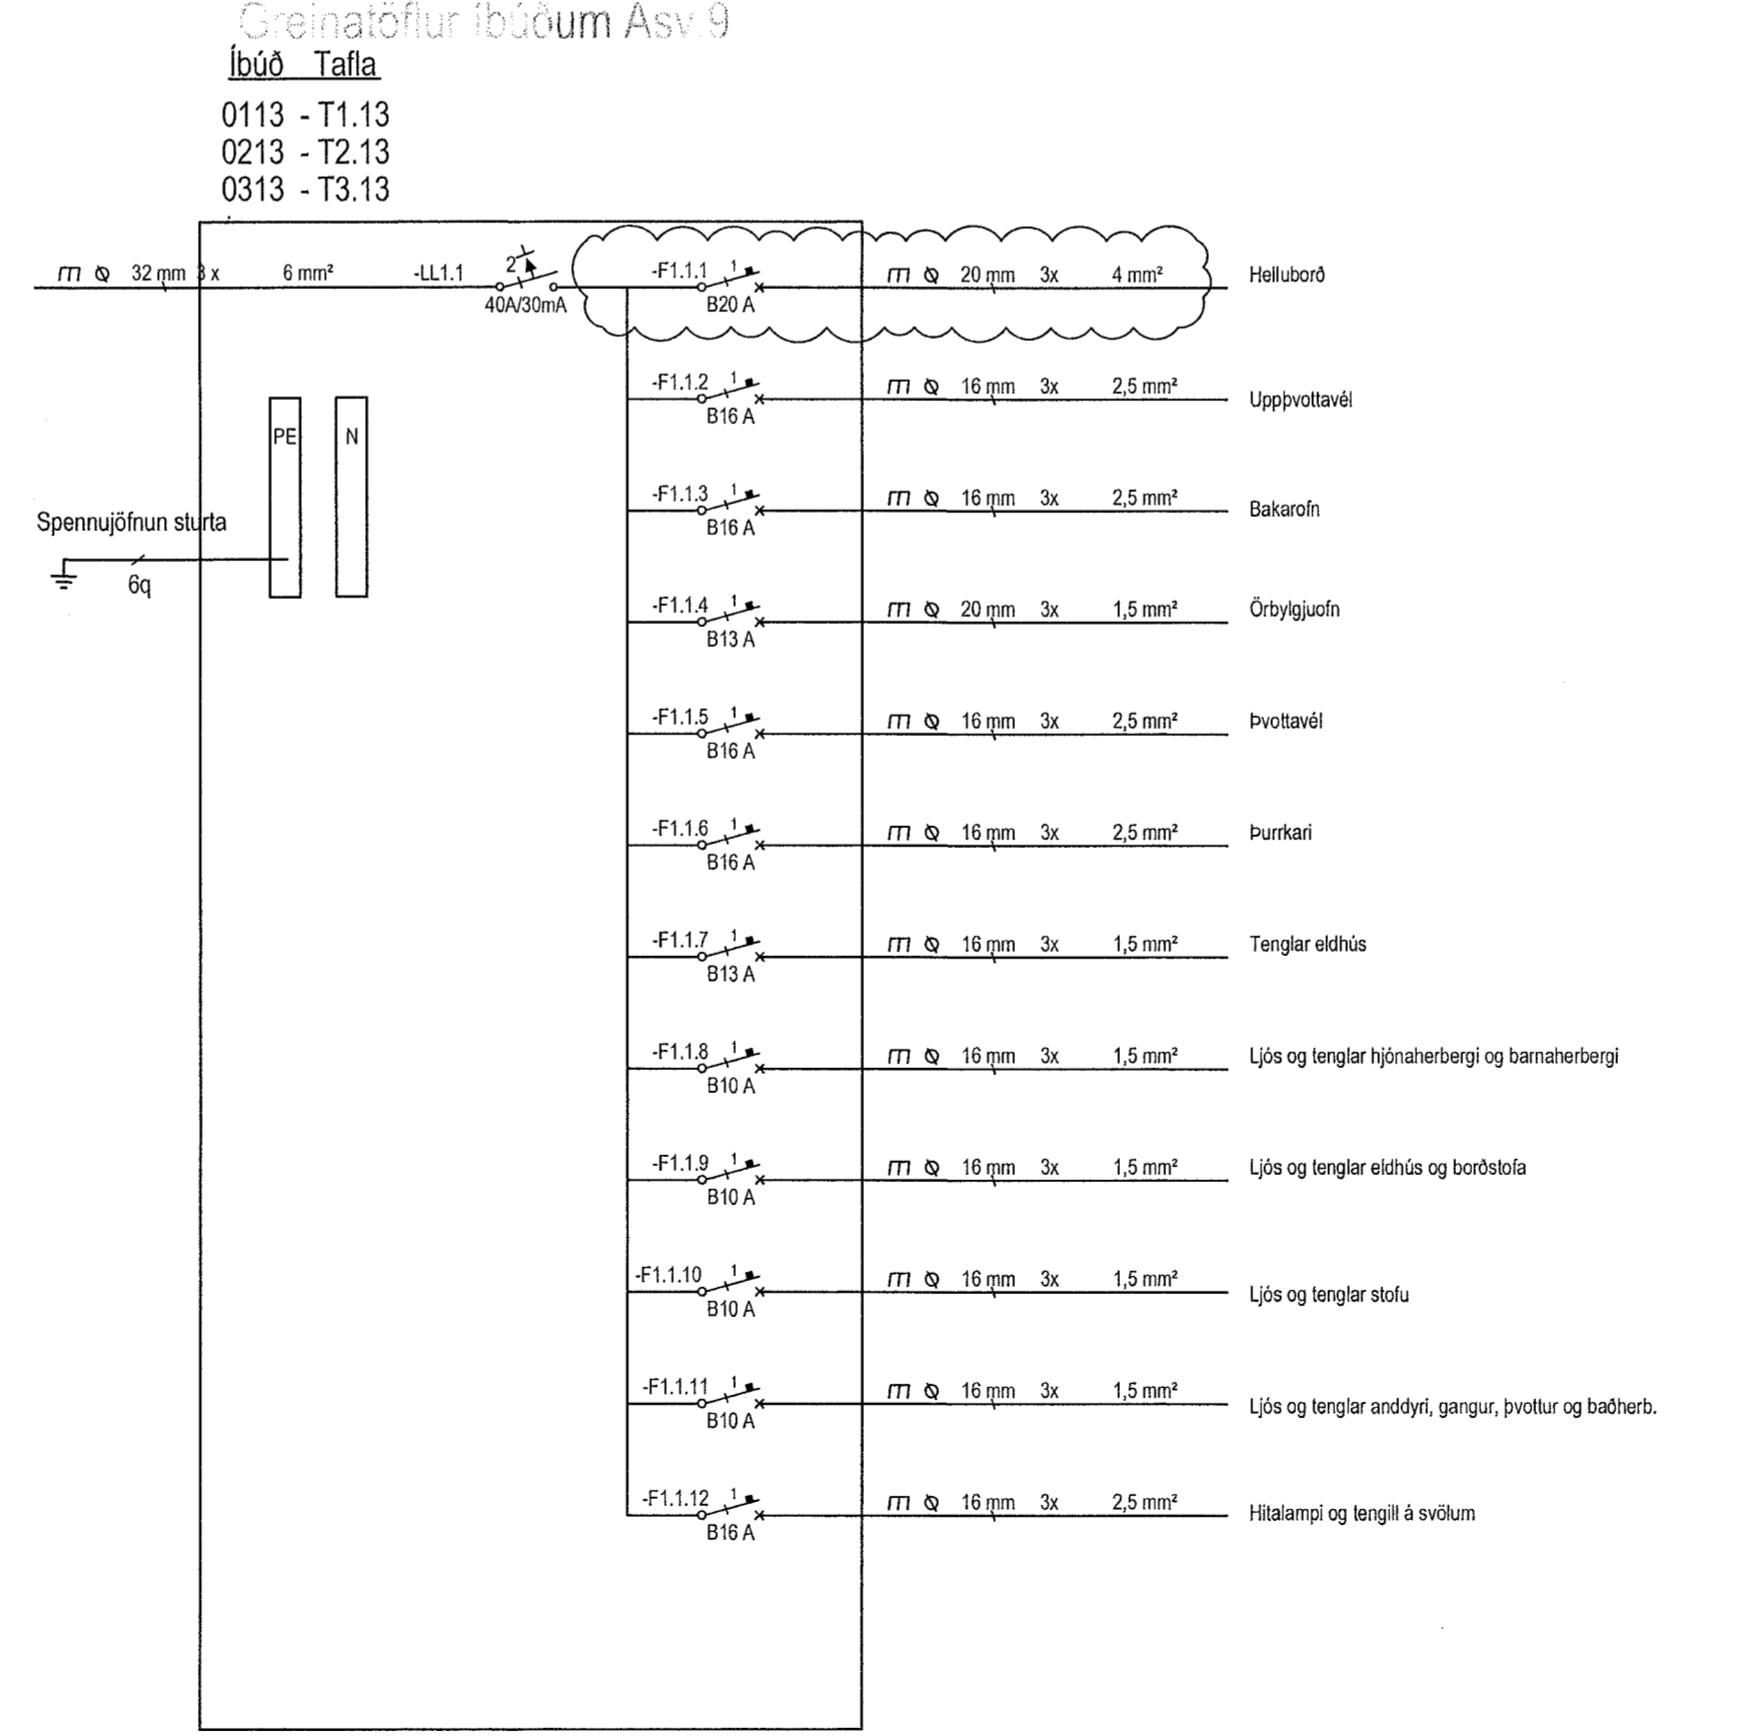 Greinatöflur íbúðum Ásv.9
Íbúð Tafla
0113 - T1.13
0213 - T2.13
0313 - T3.13
32 mm 3 x 6 mm² -LL1.1 2 40A/30mA
-F1.1.1 1 B20 A 20 mm 3x 4 mm² Helluborð
-F1.1.2 1 B16 A 16 mm 3x 2,5 mm² Uppþvottavél
PE N
-F1.1.3 1 B16 A 16 mm 3x 2,5 mm² Bakarofn
Spennujöfnun sturta
6q
-F1.1.4 1 B13 A 20 mm 3x 1,5 mm² Örbylgjuofn
-F1.1.5 1 B16 A 16 mm 3x 2,5 mm² Þvottavél
-F1.1.6 1 B16 A 16 mm 3x 2,5 mm² Þurrkari
-F1.1.7 1 B13 A 16 mm 3x 1,5 mm² Tenglar eldhús
-F1.1.8 1 B10 A 16 mm 3x 1,5 mm² Ljós og tenglar hjónaherbergi og barnaherbergi
-F1.1.9 1 B10 A 16 mm 3x 1,5 mm² Ljós og tenglar eldhús og borðstofa
-F1.1.10 1 B10 A 16 mm 3x 1,5 mm² Ljós og tenglar stofu
-F1.1.11 1 B10 A 16 mm 3x 1,5 mm² Ljós og tenglar anddyri, gangur, þvottur og baðherb.
-F1.1.12 1 B16 A 16 mm 3x 2,5 mm² Hitalampi og tengill á svölum